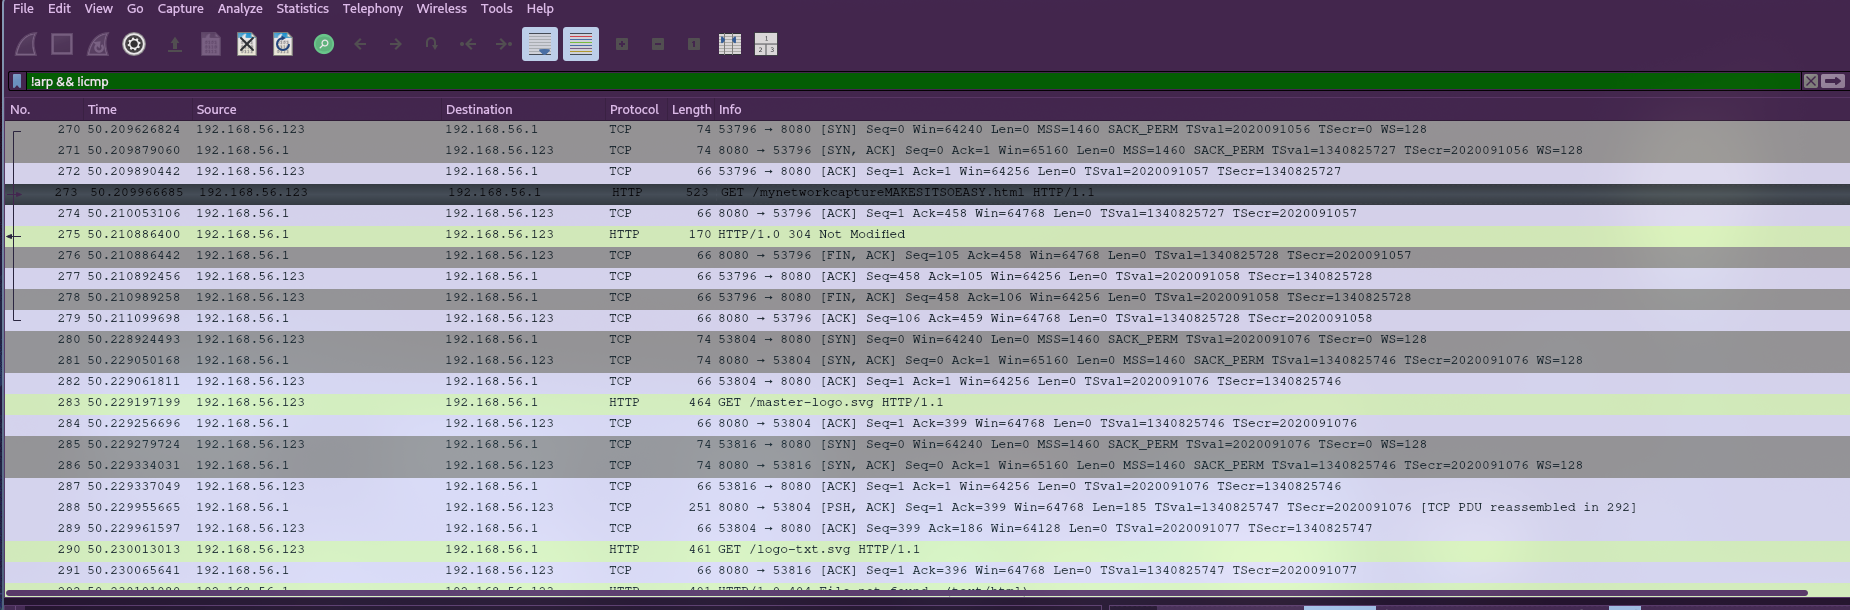 File Edit View Go Capture Analyze Statistics Telephony Wireless Tools Help
!arp && !icmp
No. Time Source Destination Protocol Length Info
270 50.209626824 192.168.56.123 192.168.56.1 TCP 74 53796 → 8080 [SYN] Seq=0 Win=64240 Len=0 MSS=1460 SACK_PERM TSval=2020091056 TSecr=0 WS=128
271 50.209879060 192.168.56.1 192.168.56.123 TCP 74 8080 → 53796 [SYN, ACK] Seq=0 Ack=1 Win=65160 Len=0 MSS=1460 SACK_PERM TSval=1340825727 TSecr=2020091056 WS=128
272 50.209890442 192.168.56.123 192.168.56.1 TCP 66 53796 → 8080 [ACK] Seq=1 Ack=1 Win=64256 Len=0 TSval=2020091057 TSecr=1340825727
273 50.209966685 192.168.56.123 192.168.56.1 HTTP 523 GET /mynetworkcaptureMAKESITSOEASY.html HTTP/1.1
274 50.210053106 192.168.56.1 192.168.56.123 TCP 66 8080 → 53796 [ACK] Seq=1 Ack=458 Win=64768 Len=0 TSval=1340825727 TSecr=2020091057
275 50.210886400 192.168.56.1 192.168.56.123 HTTP 170 HTTP/1.0 304 Not Modified
276 50.210886442 192.168.56.1 192.168.56.123 TCP 66 8080 → 53796 [FIN, ACK] Seq=105 Ack=458 Win=64768 Len=0 TSval=1340825728 TSecr=2020091057
277 50.210892456 192.168.56.123 192.168.56.1 TCP 66 53796 → 8080 [ACK] Seq=458 Ack=105 Win=64256 Len=0 TSval=2020091058 TSecr=1340825728
278 50.210989258 192.168.56.123 192.168.56.1 TCP 66 53796 → 8080 [FIN, ACK] Seq=458 Ack=106 Win=64256 Len=0 TSval=2020091058 TSecr=1340825728
279 50.211099698 192.168.56.1 192.168.56.123 TCP 66 8080 → 53796 [ACK] Seq=106 Ack=459 Win=64768 Len=0 TSval=1340825728 TSecr=2020091058
280 50.228924493 192.168.56.123 192.168.56.1 TCP 74 53804 → 8080 [SYN] Seq=0 Win=64240 Len=0 MSS=1460 SACK_PERM TSval=2020091076 TSecr=0 WS=128
281 50.229050168 192.168.56.1 192.168.56.123 TCP 74 8080 → 53804 [SYN, ACK] Seq=0 Ack=1 Win=65160 Len=0 MSS=1460 SACK_PERM TSval=1340825746 TSecr=2020091076 WS=128
282 50.229061811 192.168.56.123 192.168.56.1 TCP 66 53804 → 8080 [ACK] Seq=1 Ack=1 Win=64256 Len=0 TSval=2020091076 TSecr=1340825746
283 50.229197199 192.168.56.123 192.168.56.1 HTTP 464 GET /master-logo.svg HTTP/1.1
284 50.229256696 192.168.56.1 192.168.56.123 TCP 66 8080 → 53804 [ACK] Seq=1 Ack=399 Win=64768 Len=0 TSval=1340825746 TSecr=2020091076
285 50.229279724 192.168.56.123 192.168.56.1 TCP 74 53816 → 8080 [SYN] Seq=0 Win=64240 Len=0 MSS=1460 SACK_PERM TSval=2020091076 TSecr=0 WS=128
286 50.229334031 192.168.56.1 192.168.56.123 TCP 74 8080 → 53816 [SYN, ACK] Seq=0 Ack=1 Win=65160 Len=0 MSS=1460 SACK_PERM TSval=1340825746 TSecr=2020091076 WS=128
287 50.229337049 192.168.56.123 192.168.56.1 TCP 66 53816 → 8080 [ACK] Seq=1 Ack=1 Win=64256 Len=0 TSval=2020091076 TSecr=1340825746
288 50.229955665 192.168.56.1 192.168.56.123 TCP 251 8080 → 53804 [PSH, ACK] Seq=1 Ack=399 Win=64768 Len=185 TSval=1340825747 TSecr=2020091076 [TCP PDU reassembled in 292]
289 50.229961597 192.168.56.123 192.168.56.1 TCP 66 53804 → 8080 [ACK] Seq=399 Ack=186 Win=64128 Len=0 TSval=2020091077 TSecr=1340825747
290 50.230013013 192.168.56.123 192.168.56.1 HTTP 461 GET /logo-txt.svg HTTP/1.1
291 50.230065641 192.168.56.1 192.168.56.123 TCP 66 8080 → 53816 [ACK] Seq=1 Ack=396 Win=64768 Len=0 TSval=1340825747 TSecr=2020091077